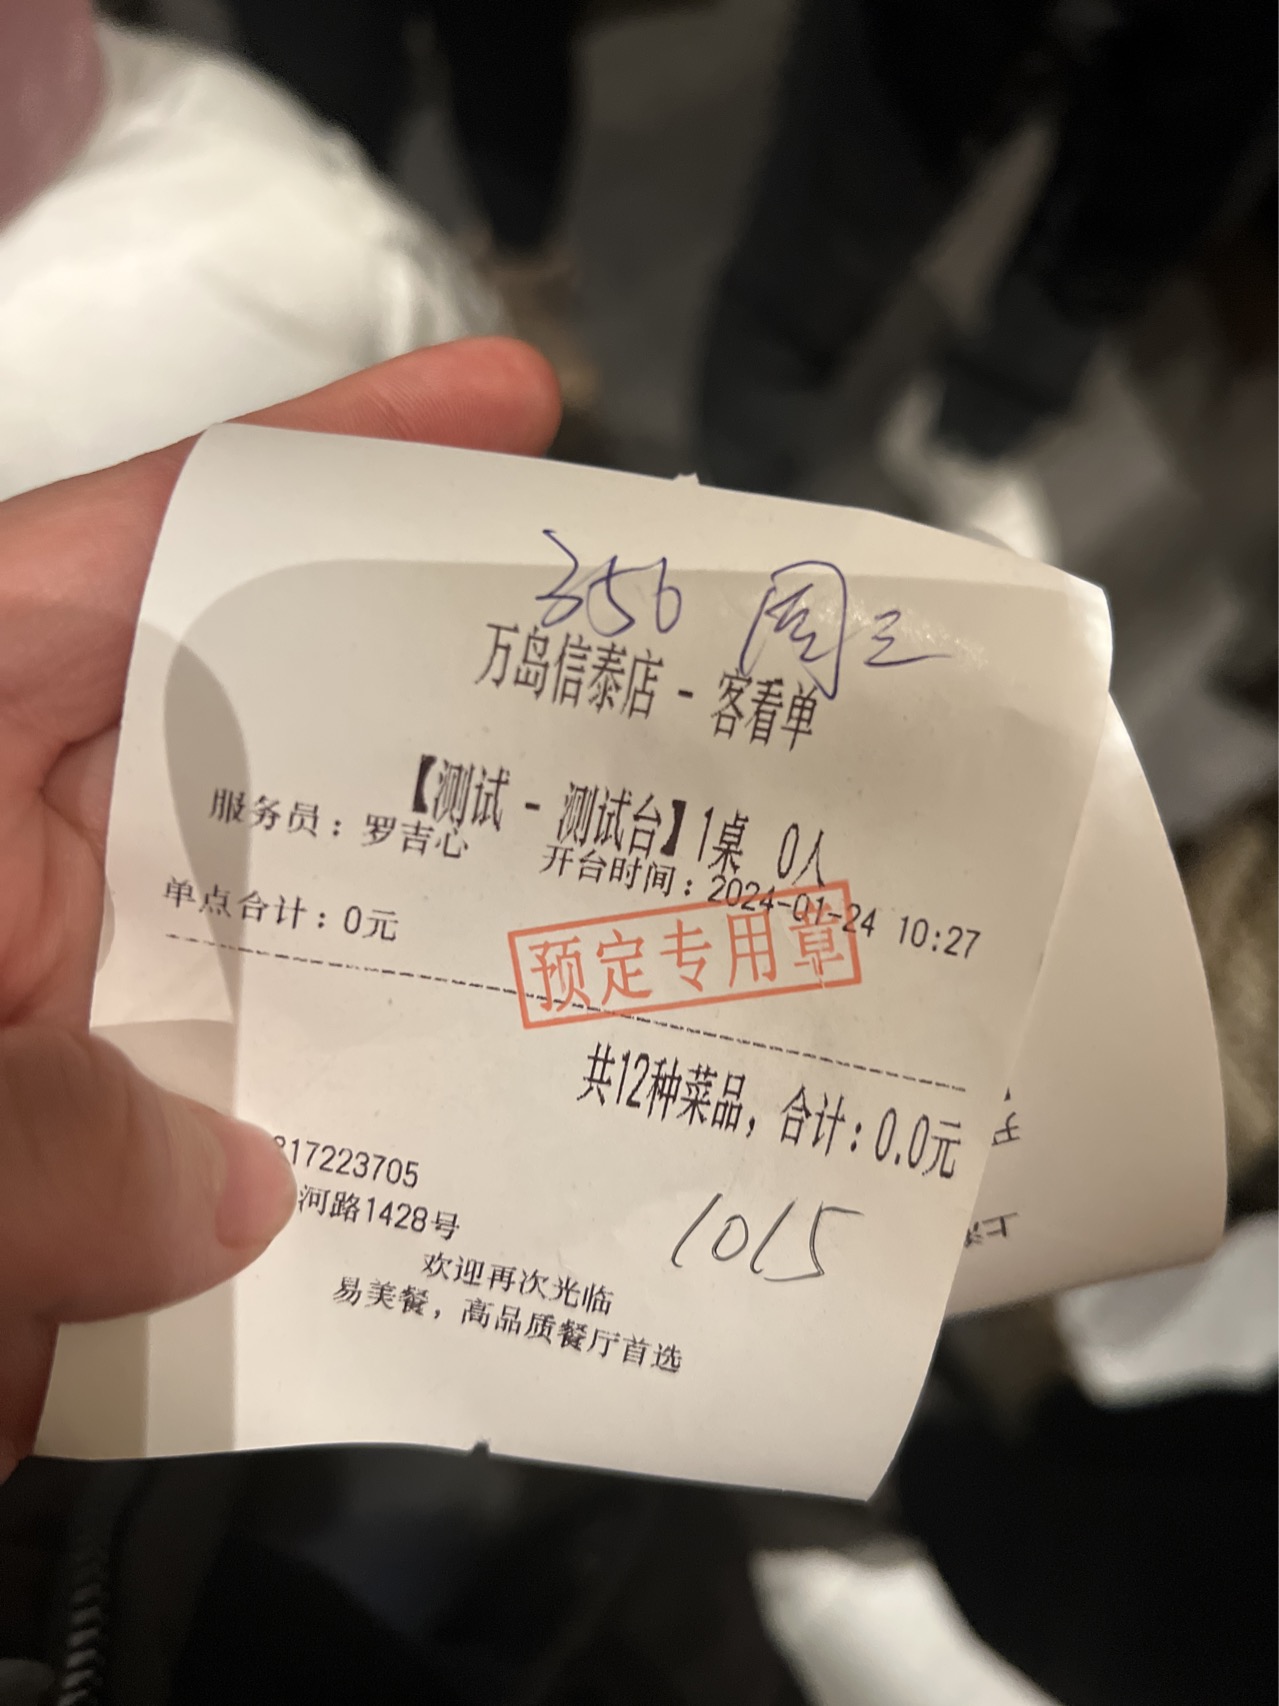 356 周三
万岛信泰店 - 客看单
【测试 - 测试台】1桌 0人
服务员：罗吉心 开台时间：2024-01-24 10:27
单点合计：0元
预定专用章
共12种菜品，合计：0.0元
17223705
河路1428号
1015
欢迎再次光临
易美餐，高品质餐厅首选